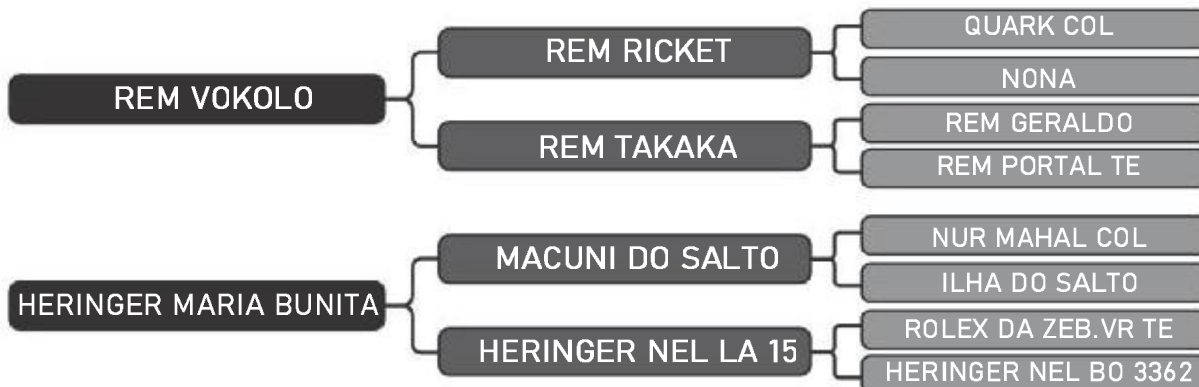 QUARK COL
REM RICKET
NONA
REM VOKOLO
REM GERALDO
REM TAKAKA
REM PORTAL TE
NUR MAHAL COL
MACUNI DO SALTO
ILHA DO SALTO
HERINGER MARIA BUNITA
ROLEX DA ZEB.VR TE
HERINGER NEL LA 15
HERINGER NEL BO 3362